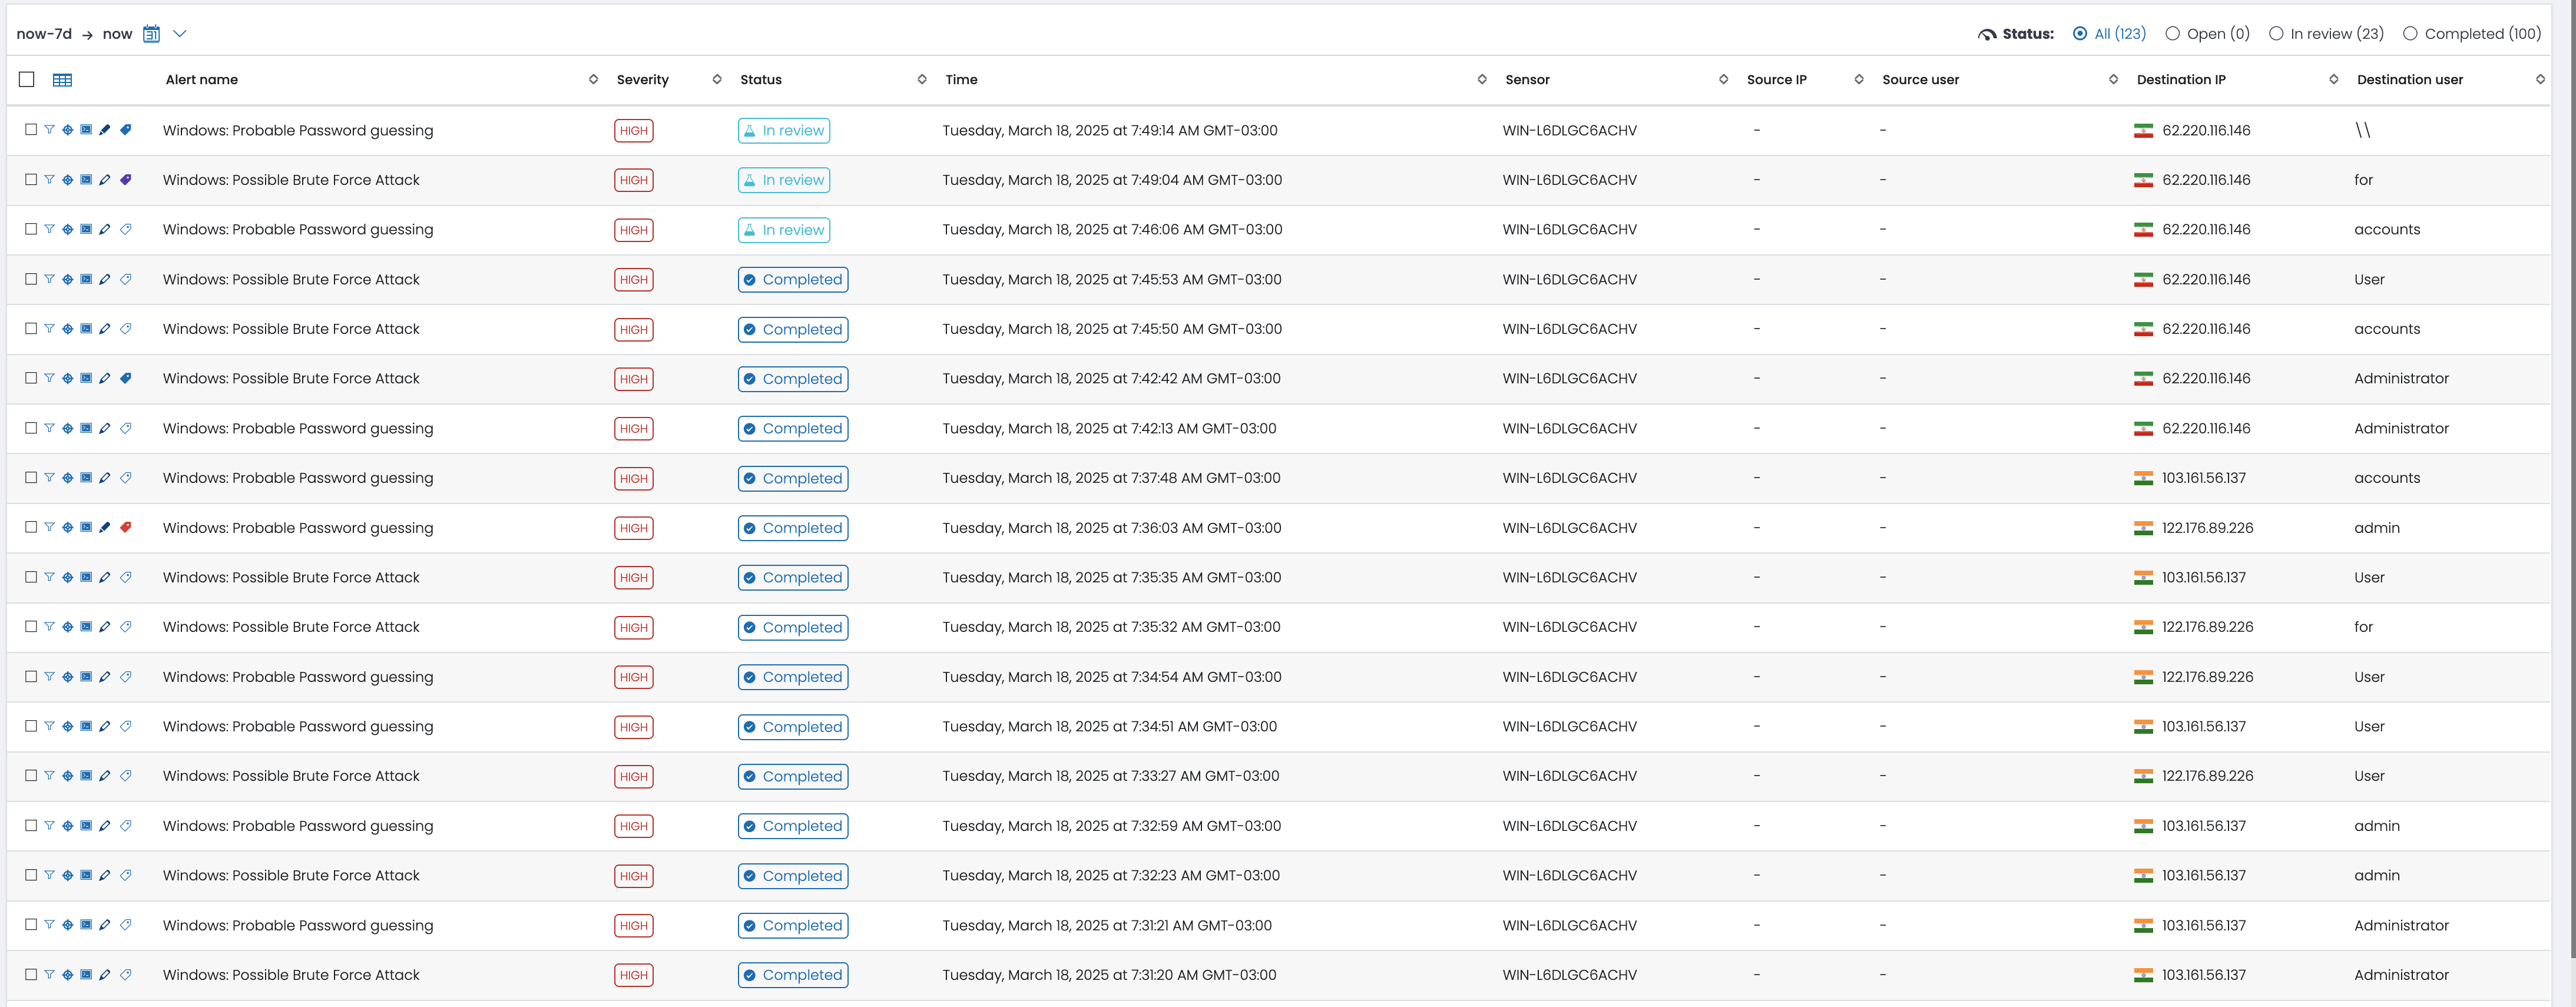 now-7d → now 31 Status: All (123) Open (0) In review (23) Completed (100)
Alert name Severity Status Time Sensor Source IP Source user Destination IP Destination user
Windows: Probable Password guessing HIGH In review Tuesday, March 18, 2025 at 7:49:14 AM GMT-03:00 WIN-L6DLGC6ACHV - - 62.220.116.146 \\
Windows: Possible Brute Force Attack HIGH In review Tuesday, March 18, 2025 at 7:49:04 AM GMT-03:00 WIN-L6DLGC6ACHV - - 62.220.116.146 for
Windows: Probable Password guessing HIGH In review Tuesday, March 18, 2025 at 7:46:06 AM GMT-03:00 WIN-L6DLGC6ACHV - - 62.220.116.146 accounts
Windows: Possible Brute Force Attack HIGH Completed Tuesday, March 18, 2025 at 7:45:53 AM GMT-03:00 WIN-L6DLGC6ACHV - - 62.220.116.146 User
Windows: Possible Brute Force Attack HIGH Completed Tuesday, March 18, 2025 at 7:45:50 AM GMT-03:00 WIN-L6DLGC6ACHV - - 62.220.116.146 accounts
Windows: Possible Brute Force Attack HIGH Completed Tuesday, March 18, 2025 at 7:42:42 AM GMT-03:00 WIN-L6DLGC6ACHV - - 62.220.116.146 Administrator
Windows: Probable Password guessing HIGH Completed Tuesday, March 18, 2025 at 7:42:13 AM GMT-03:00 WIN-L6DLGC6ACHV - - 62.220.116.146 Administrator
Windows: Probable Password guessing HIGH Completed Tuesday, March 18, 2025 at 7:37:48 AM GMT-03:00 WIN-L6DLGC6ACHV - - 103.161.56.137 accounts
Windows: Probable Password guessing HIGH Completed Tuesday, March 18, 2025 at 7:36:03 AM GMT-03:00 WIN-L6DLGC6ACHV - - 122.176.89.226 admin
Windows: Possible Brute Force Attack HIGH Completed Tuesday, March 18, 2025 at 7:35:35 AM GMT-03:00 WIN-L6DLGC6ACHV - - 103.161.56.137 User
Windows: Possible Brute Force Attack HIGH Completed Tuesday, March 18, 2025 at 7:35:32 AM GMT-03:00 WIN-L6DLGC6ACHV - - 122.176.89.226 for
Windows: Probable Password guessing HIGH Completed Tuesday, March 18, 2025 at 7:34:54 AM GMT-03:00 WIN-L6DLGC6ACHV - - 122.176.89.226 User
Windows: Probable Password guessing HIGH Completed Tuesday, March 18, 2025 at 7:34:51 AM GMT-03:00 WIN-L6DLGC6ACHV - - 103.161.56.137 User
Windows: Possible Brute Force Attack HIGH Completed Tuesday, March 18, 2025 at 7:33:27 AM GMT-03:00 WIN-L6DLGC6ACHV - - 122.176.89.226 User
Windows: Probable Password guessing HIGH Completed Tuesday, March 18, 2025 at 7:32:59 AM GMT-03:00 WIN-L6DLGC6ACHV - - 103.161.56.137 admin
Windows: Possible Brute Force Attack HIGH Completed Tuesday, March 18, 2025 at 7:32:23 AM GMT-03:00 WIN-L6DLGC6ACHV - - 103.161.56.137 admin
Windows: Probable Password guessing HIGH Completed Tuesday, March 18, 2025 at 7:31:21 AM GMT-03:00 WIN-L6DLGC6ACHV - - 103.161.56.137 Administrator
Windows: Possible Brute Force Attack HIGH Completed Tuesday, March 18, 2025 at 7:31:20 AM GMT-03:00 WIN-L6DLGC6ACHV - - 103.161.56.137 Administrator